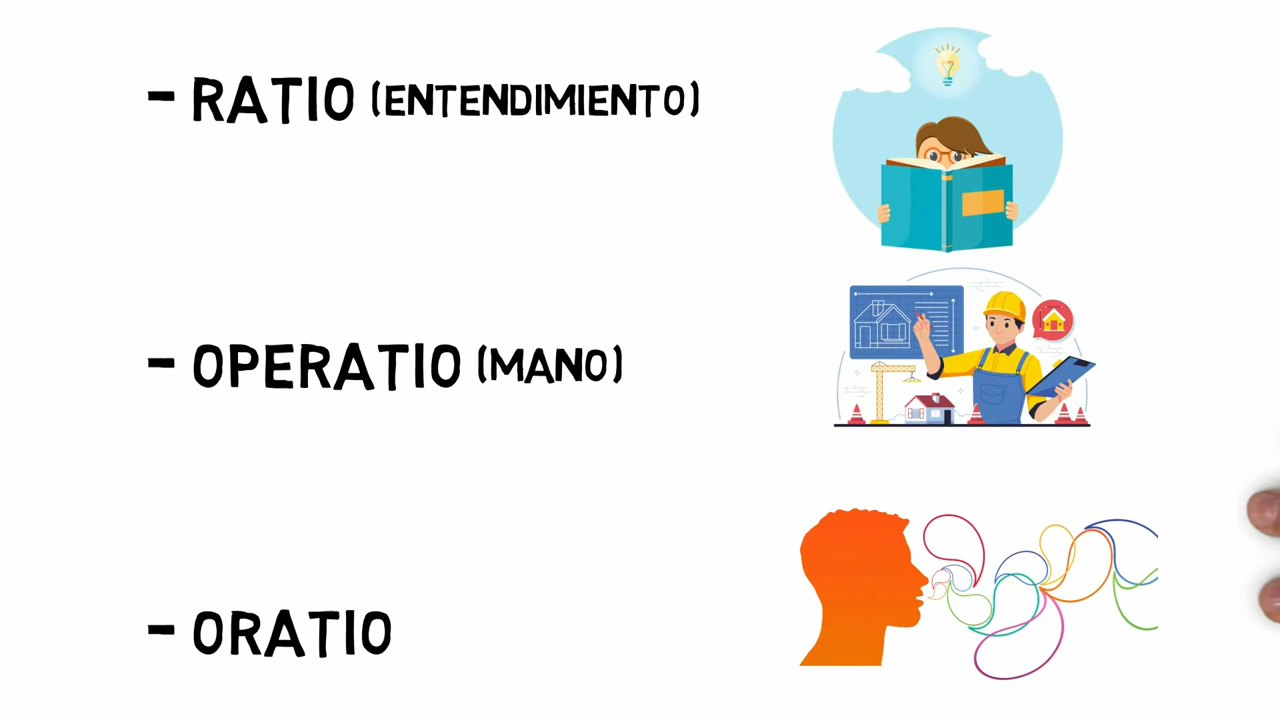 - RATIO (ENTENDIMIENTO)
- OPERATIO (MANO)
- ORATIO